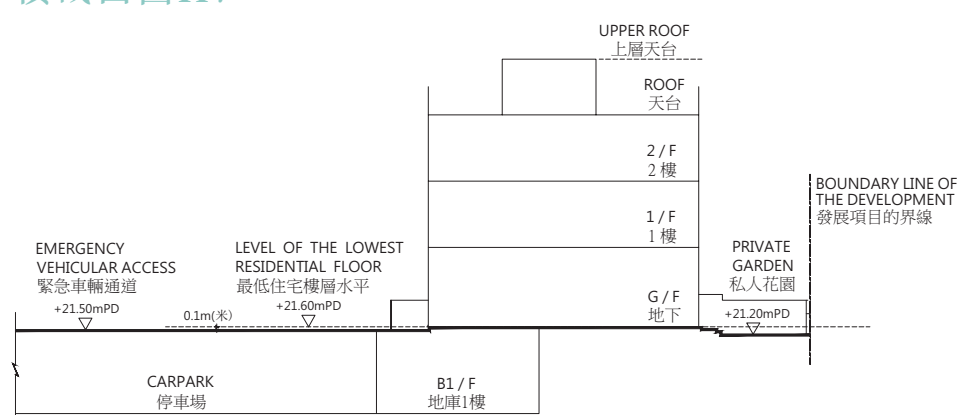 UPPER ROOF
上層天台
ROOF
天台
2 / F
2 樓
BOUNDARY LINE OF
THE DEVELOPMENT
發展項目的界線
1 / F
1 樓
EMERGENCY
VEHICULAR ACCESS
緊急車輛通道
+21.50mPD
0.1m(米)
LEVEL OF THE LOWEST
RESIDENTIAL FLOOR
最低住宅樓層水平
+21.60mPD
PRIVATE
GARDEN
私人花園
+21.20mPD
G / F
地下
CARPARK
停車場
B1 / F
地庫1樓